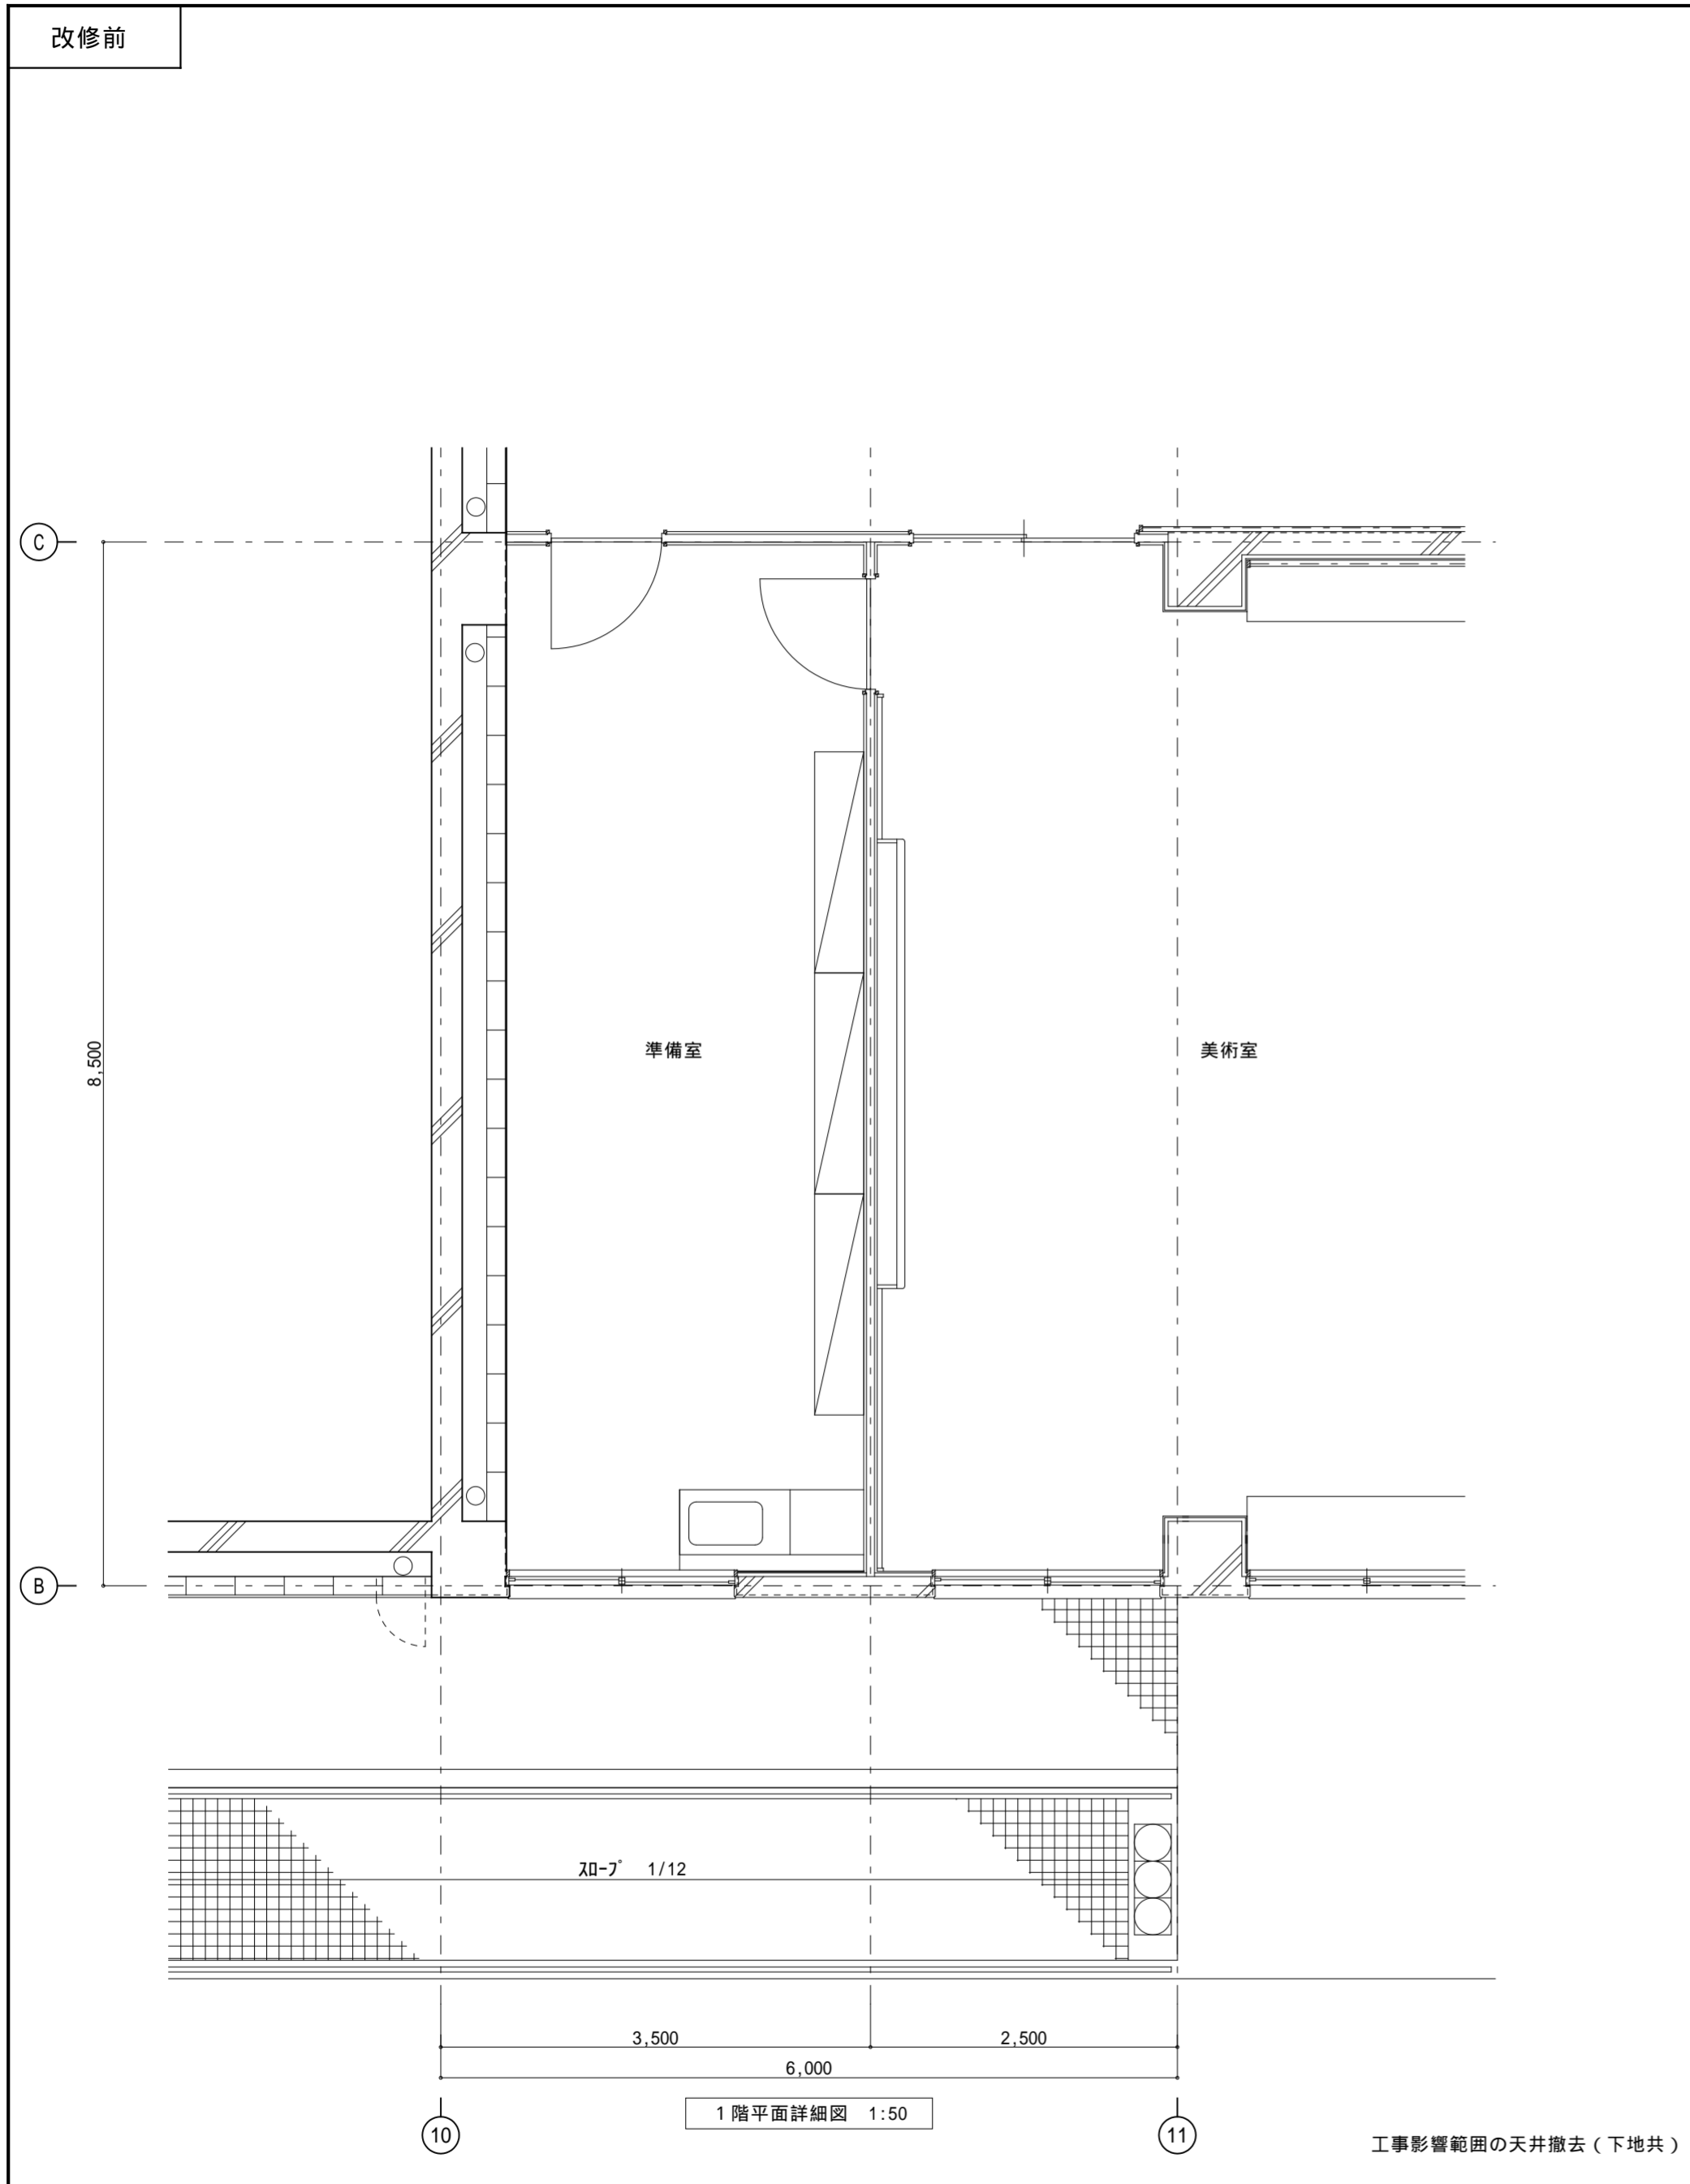 改修前
C
8,500
準備室
美術室
B
ｽﾛｰﾌﾟ 1/12
3,500
2,500
6,000
1階平面詳細図 1:50
10
11
工事影響範囲の天井撤去（下地共）